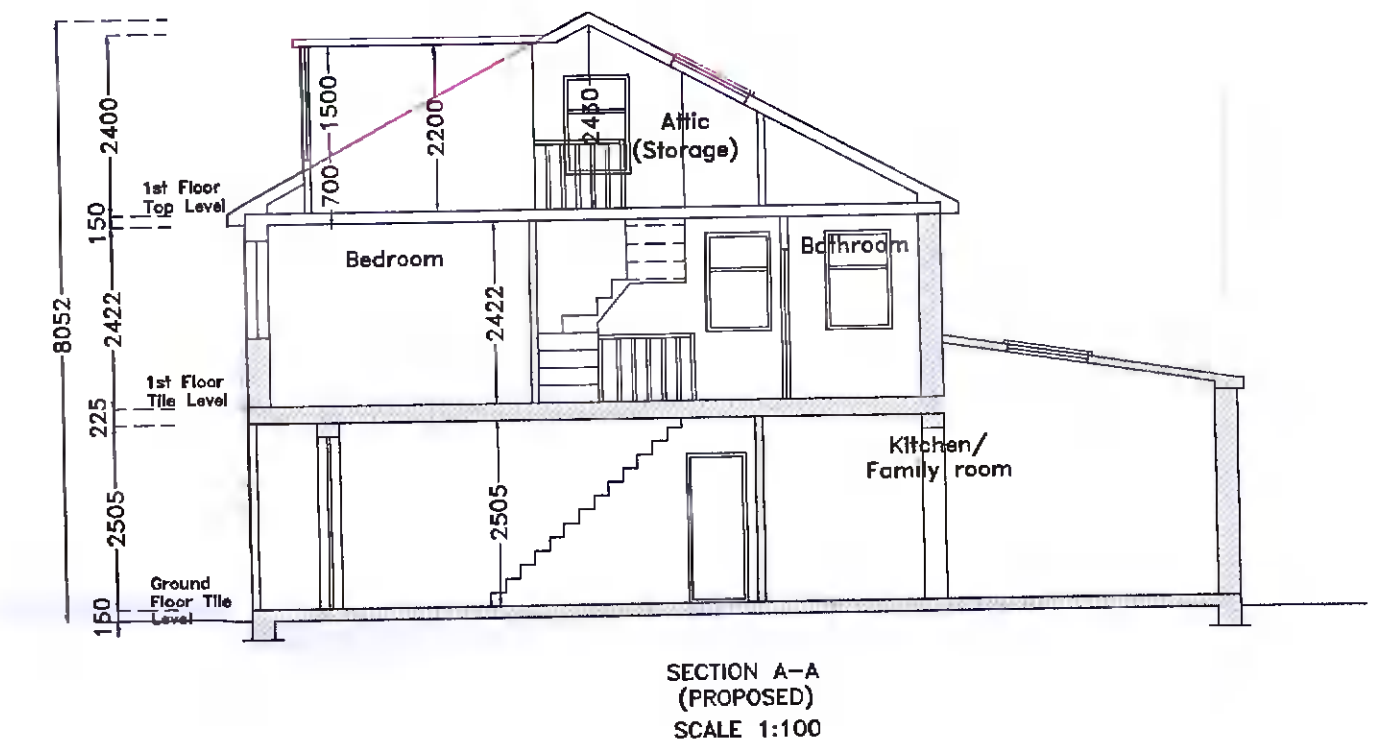 8052
2400
150
2422
225
2505
150
1st Floor
Top Level
1st Floor
Tile Level
Ground
Floor Tile
Level
1500
700
2200
2430
Attic
(Storage)
Bedroom
2422
Bathroom
2505
Kitchen/
Family room
SECTION A-A
(PROPOSED)
SCALE 1:100